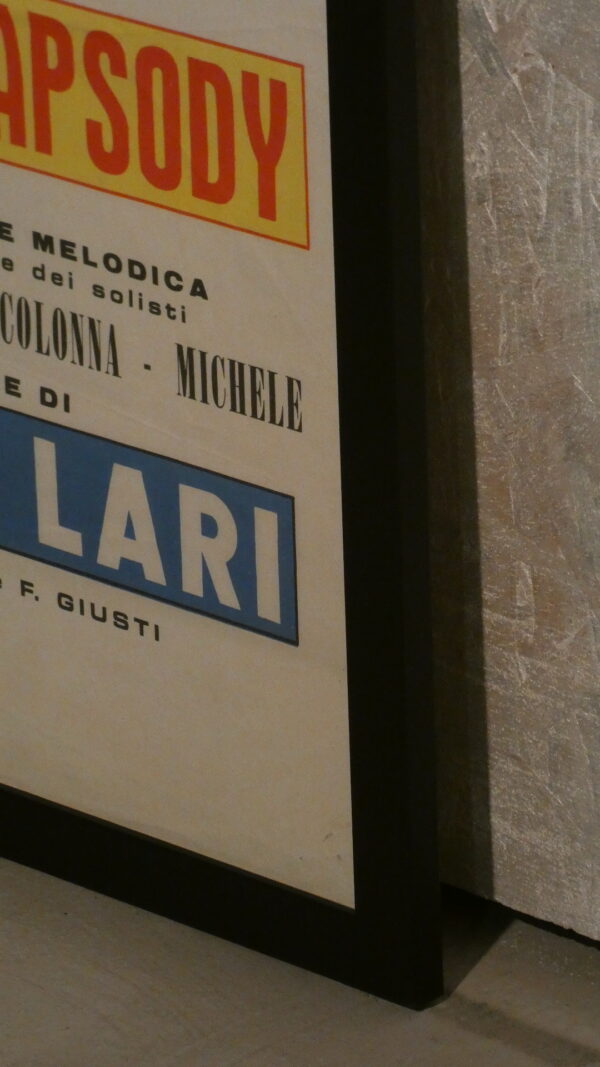 APSODY
E MELODICA
e dei solisti
COLONNA - MICHELE
E DI
LARI
e F. GIUSTI